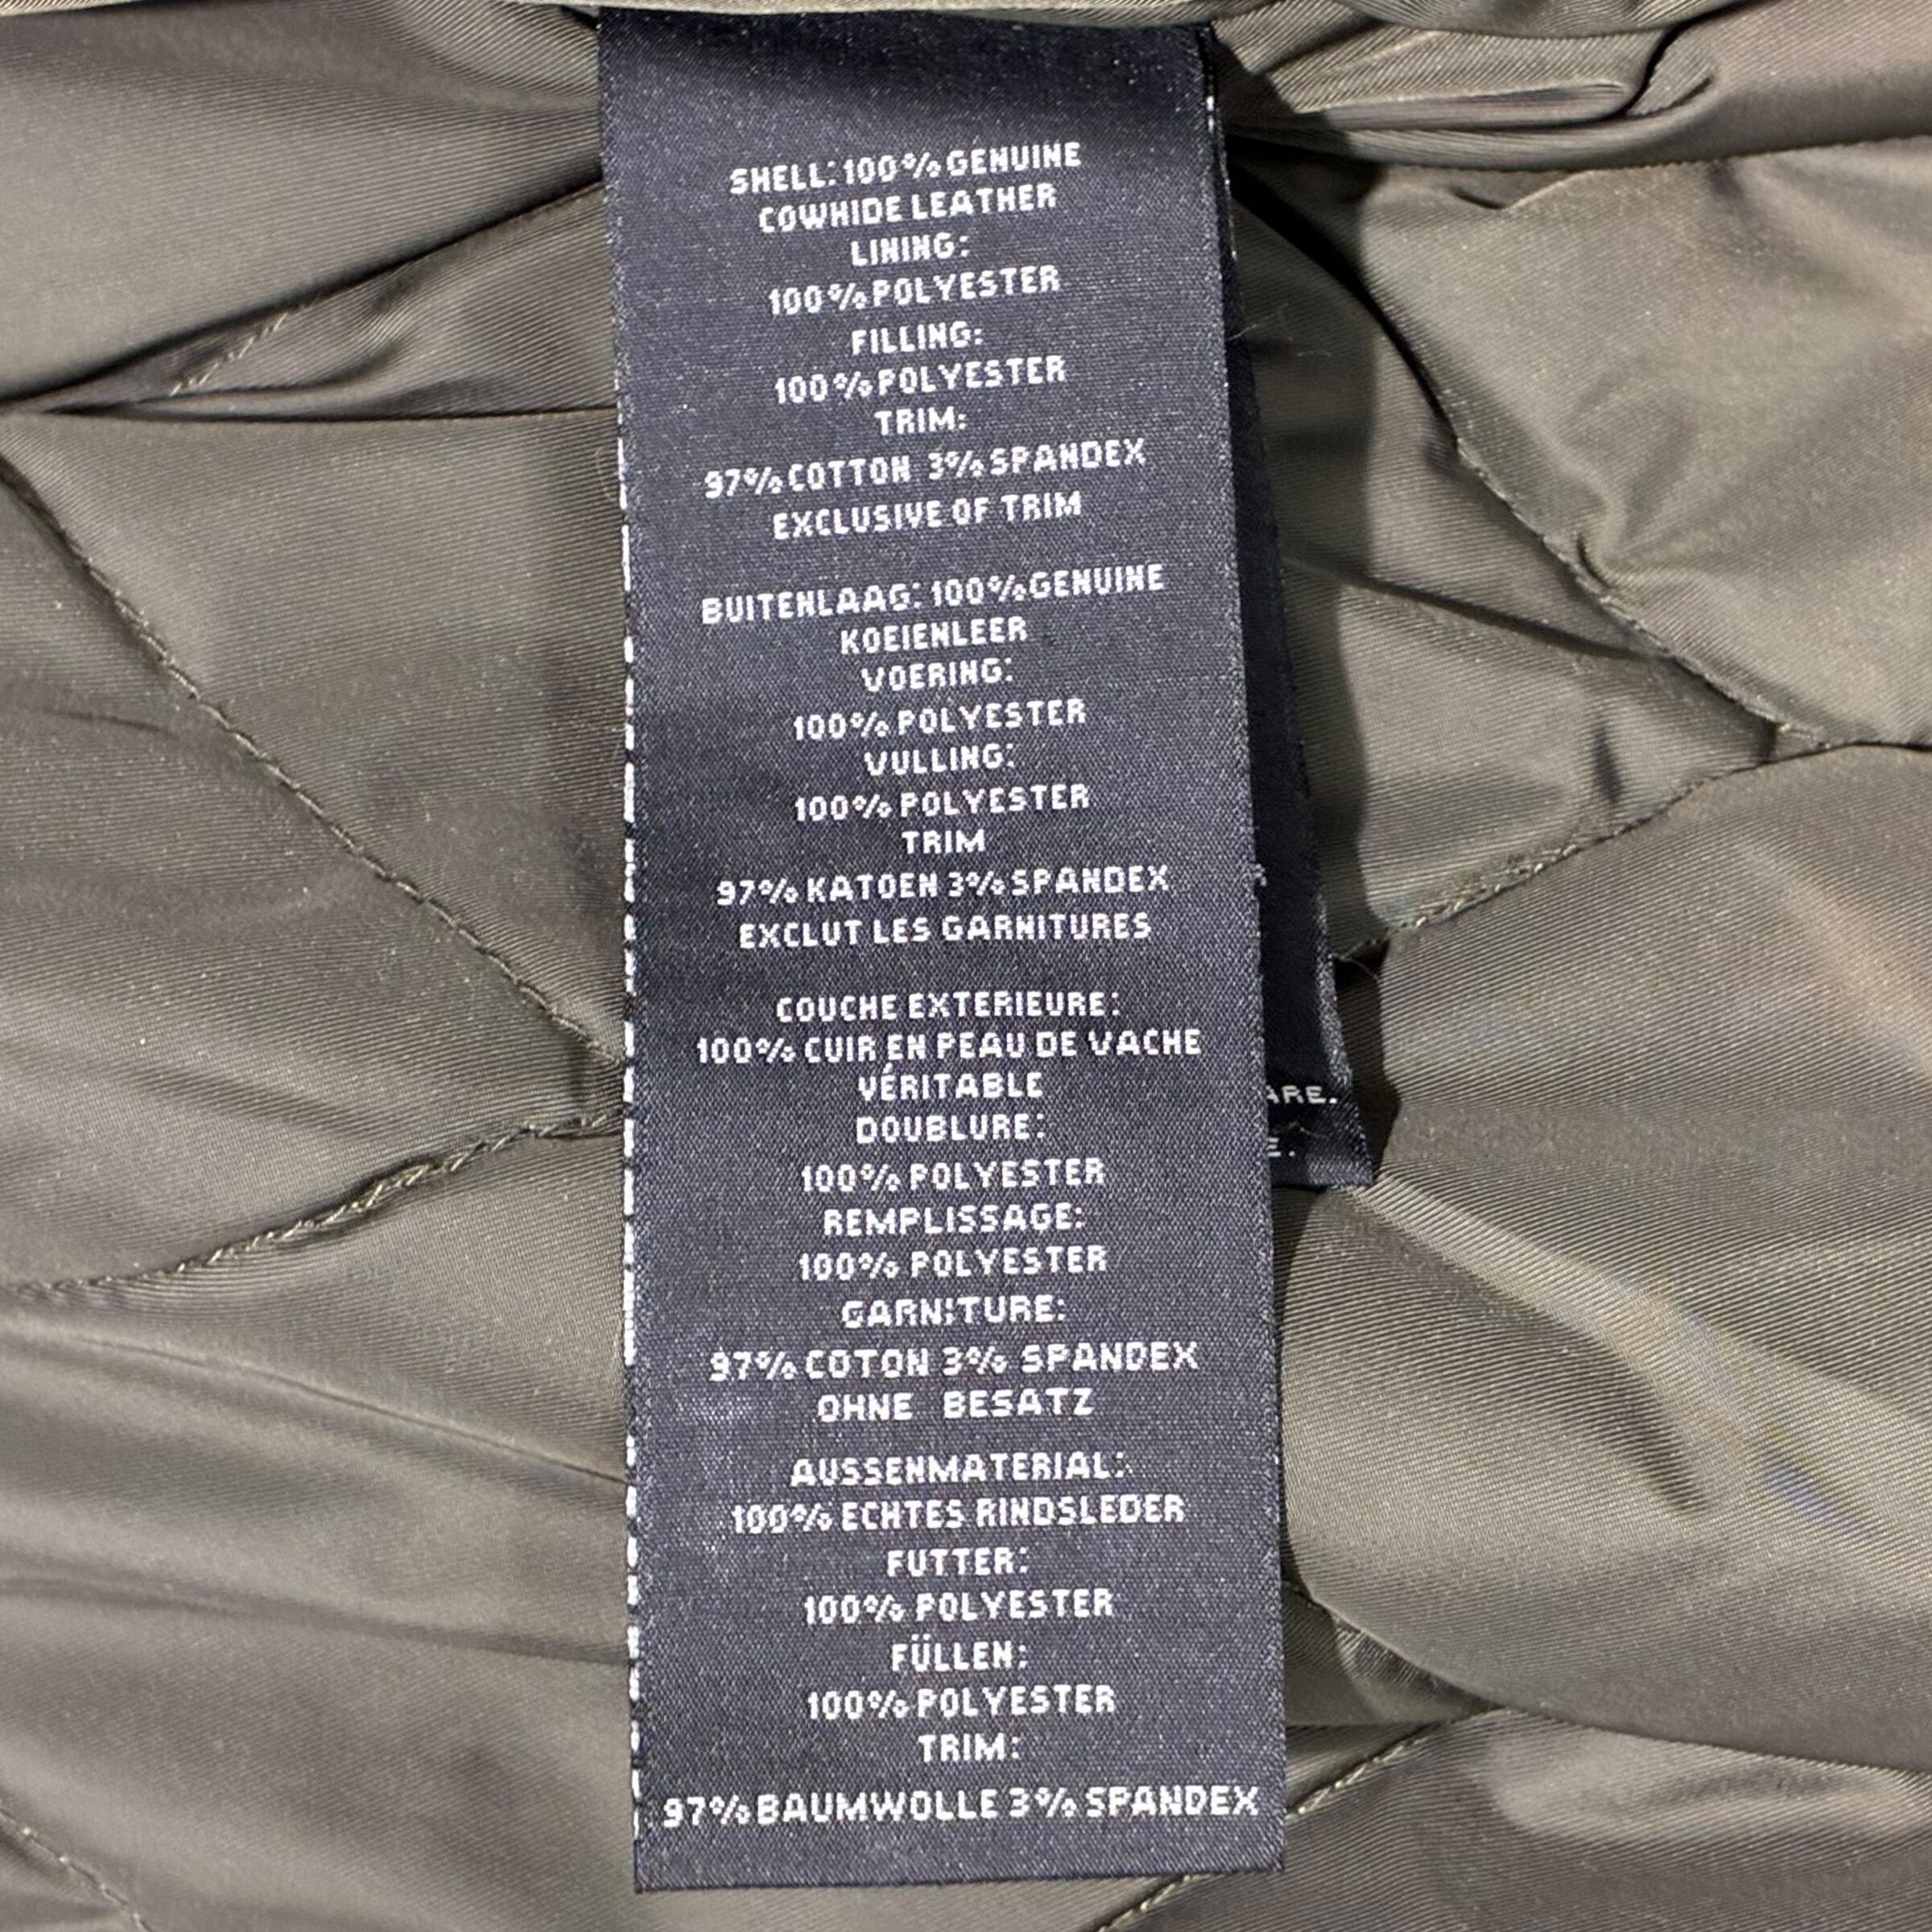 SHELL: 100% GENUINE
COWHIDE LEATHER
LINING:
100% POLYESTER
FILLING:
100% POLYESTER
TRIM:
97% COTTON 3% SPANDEX
EXCLUSIVE OF TRIM
BUITENLAAG: 100% GENUINE
KOEIENLEER
VOERING:
100% POLYESTER
VULLING:
100% POLYESTER
TRIM
97% KATOEN 3% SPANDEX
EXCLUT LES GARNITURES
COUCHE EXTERIEURE:
100% CUIR EN PEAU DE VACHE
VÉRITABLE
DOUBLURE:
100% POLYESTER
REMPLISSAGE:
100% POLYESTER
GARNITURE:
97% COTON 3% SPANDEX
OHNE BESATZ
AUSSENMATERIAL:
100% ECHTES RINDSLEDER
FUTTER:
100% POLYESTER
FÜLLEN:
100% POLYESTER
TRIM:
97% BAUMWOLLE 3% SPANDEX